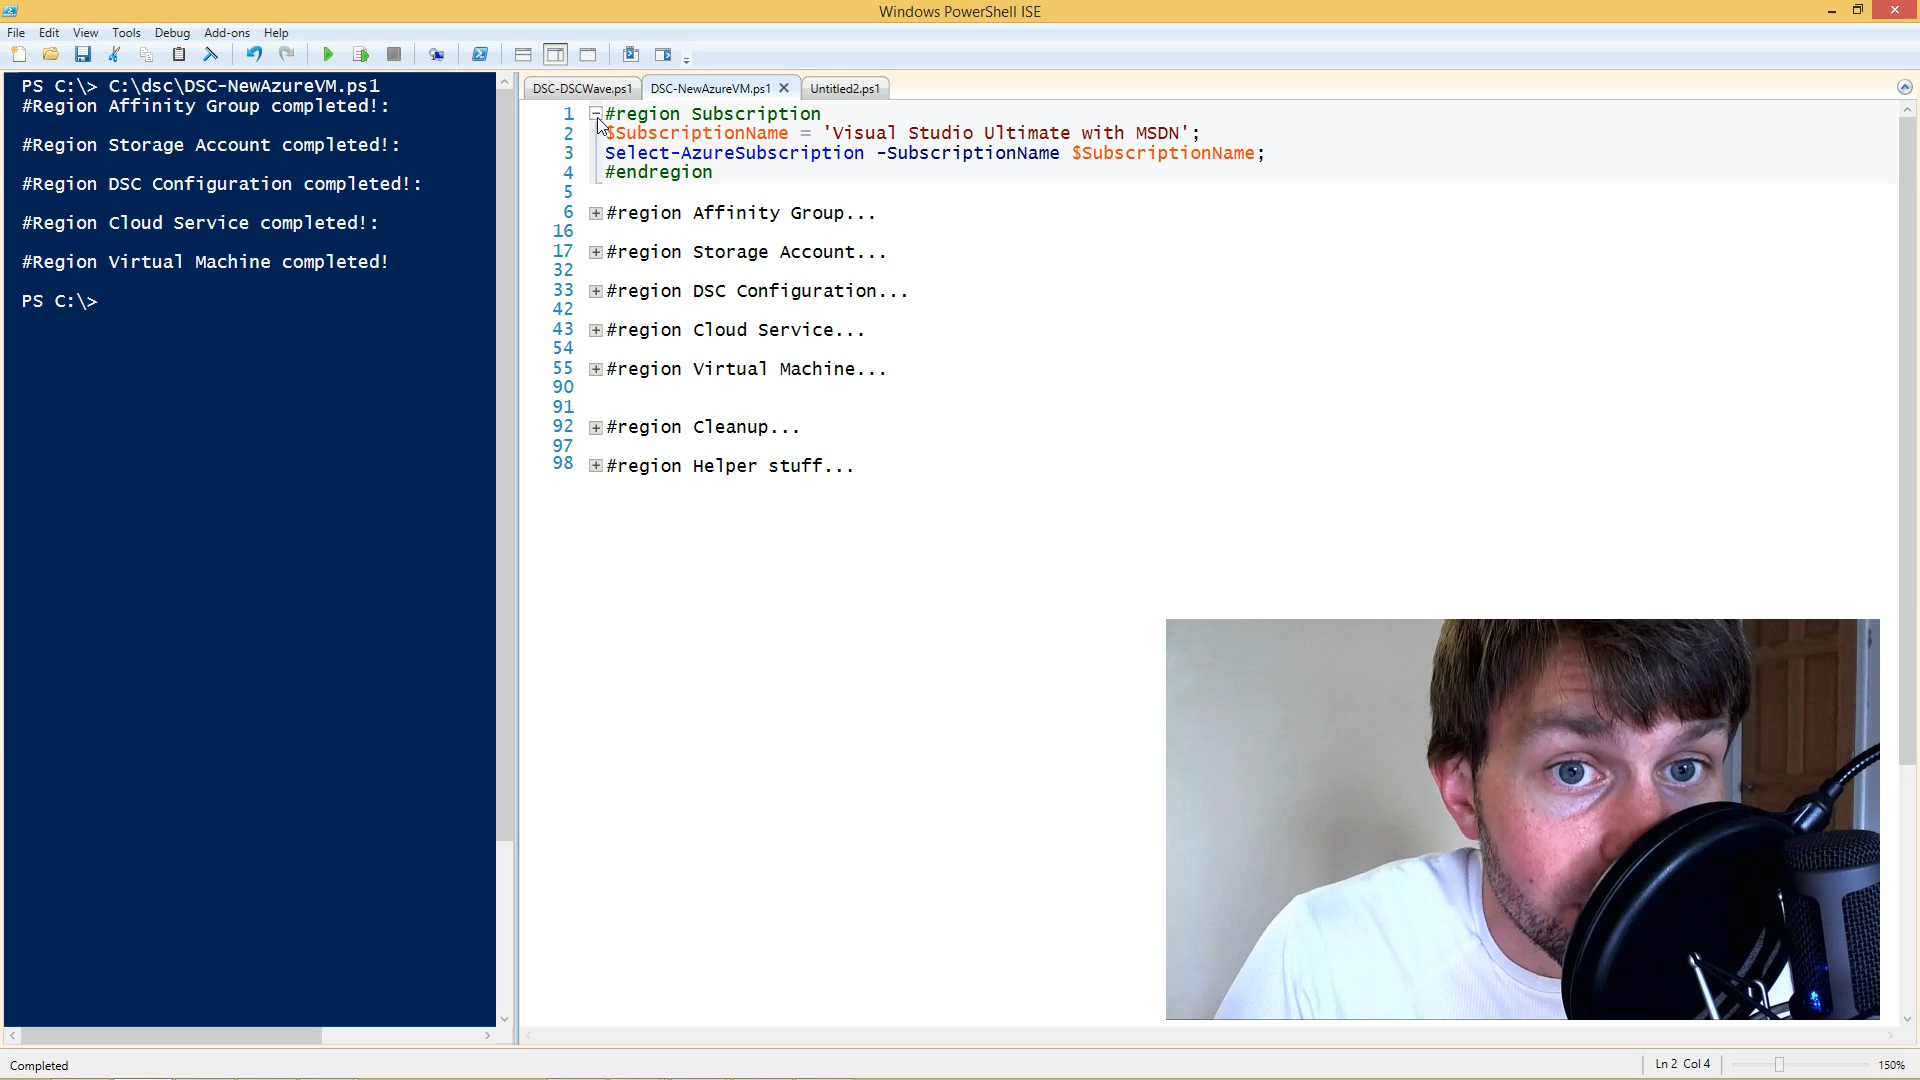 Windows PowerShell ISE
File Edit View Tools Debug Add-ons Help
PS C:\> C:\dsc\DSC-NewAzureVM.ps1
#Region Affinity Group completed!:
#Region Storage Account completed!:
#Region DSC Configuration completed!:
#Region Cloud Service completed!:
#Region Virtual Machine completed!
PS C:\>
DSC-DSCWave.ps1 DSC-NewAzureVM.ps1 Untitled2.ps1
1 #region Subscription
2 $SubscriptionName = 'Visual Studio Ultimate with MSDN';
3 Select-AzureSubscription -SubscriptionName $SubscriptionName;
4 #endregion
5
6 #region Affinity Group...
16
17 #region Storage Account...
32
33 #region DSC Configuration...
42
43 #region Cloud Service...
54
55 #region Virtual Machine...
90
91
92 #region Cleanup...
97
98 #region Helper stuff...
Completed
Ln 2 Col 4
150%